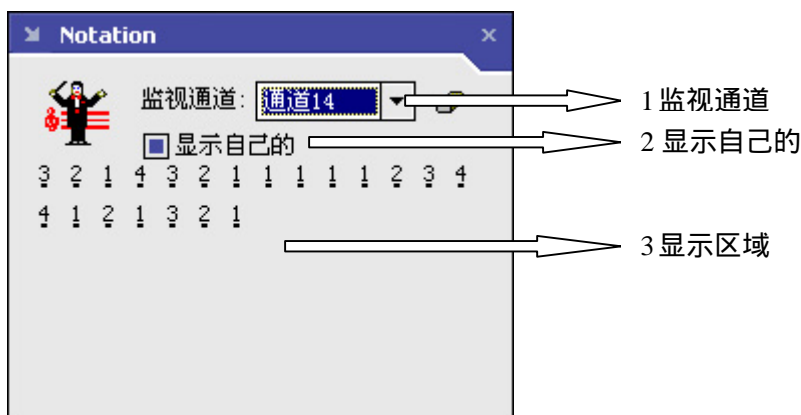 Notation
监视通道: 通道14
1 监视通道
显示自己的
2 显示自己的
3 2 1 4 3 2 1 1 1 1 1 2 3 4
4 1 2 1 3 2 1
3 显示区域